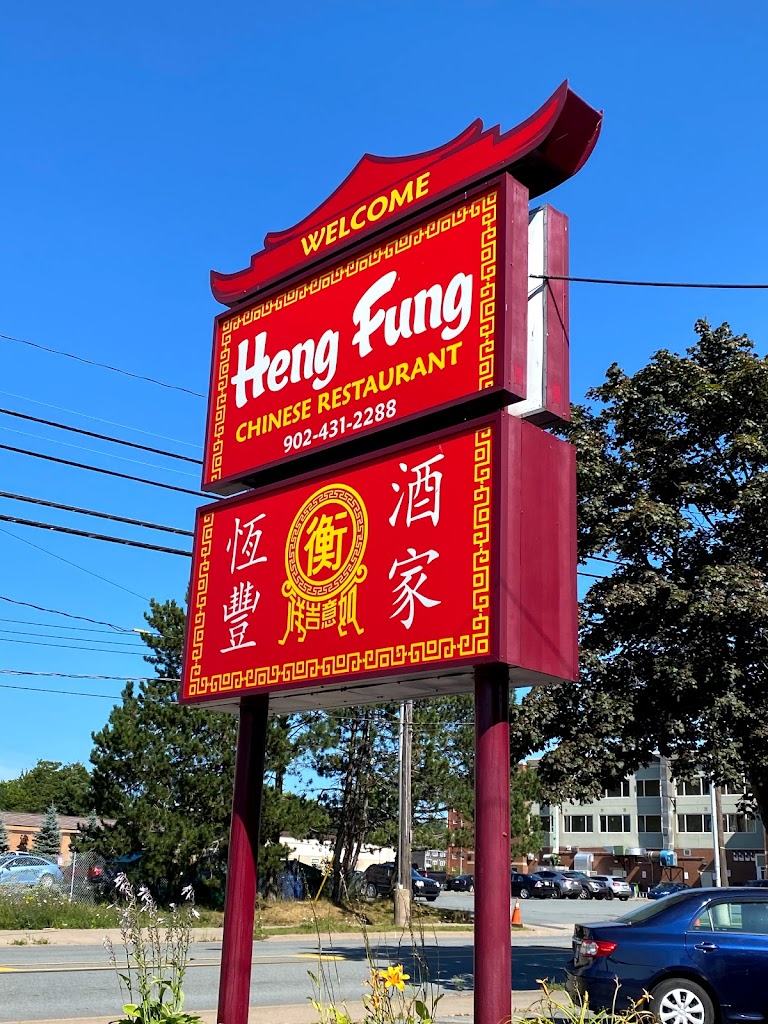 WELCOME
Heng Fung
CHINESE RESTAURANT
902-431-2288
恆豐
衡
酒家